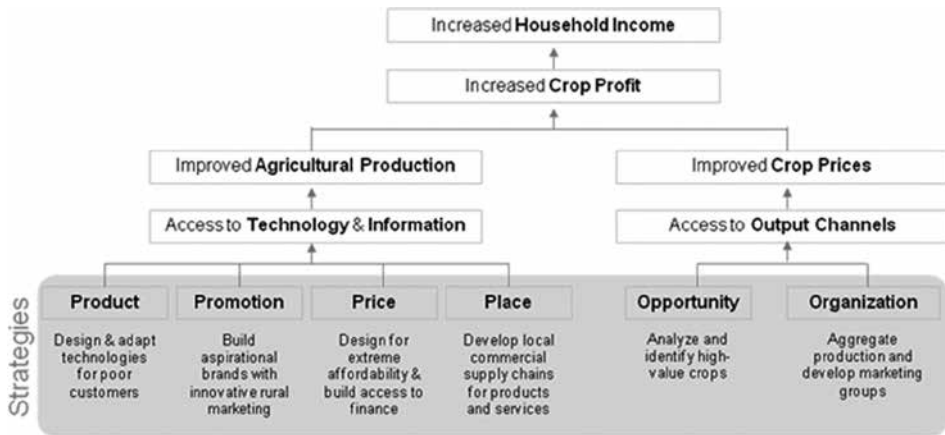 Increased Household Income
Increased Crop Profit
Improved Agricultural Production
Improved Crop Prices
Access to Technology & Information
Access to Output Channels
Strategies
Product
Design & adapt
technologies
for poor
customers
Promotion
Build
aspirational
brands with
innovative rural
marketing
Price
Design for
extreme
affordability &
build access to
finance
Place
Develop local
commercial
supply chains
for products
and services
Opportunity
Analyze and
identify high-
value crops
Organization
Aggregate
production and
develop marketing
groups